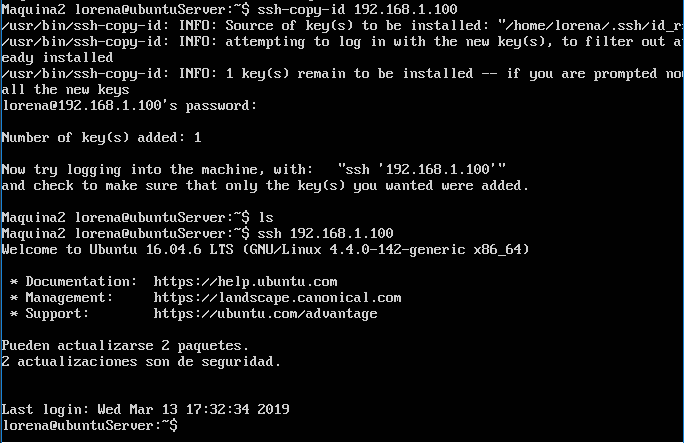 Maquina2 lorena@ubuntuServer:~$ ssh-copy-id 192.168.1.100
/usr/bin/ssh-copy-id: INFO: Source of key(s) to be installed: "/home/lorena/.ssh/id_rs
/usr/bin/ssh-copy-id: INFO: attempting to log in with the new key(s), to filter out a
eady installed
/usr/bin/ssh-copy-id: INFO: 1 key(s) remain to be installed -- if you are prompted no
all the new keys
lorena@192.168.1.100's password:
Number of key(s) added: 1
Now try logging into the machine, with:   "ssh '192.168.1.100'"
and check to make sure that only the key(s) you wanted were added.
Maquina2 lorena@ubuntuServer:~$ ls
Maquina2 lorena@ubuntuServer:~$ ssh 192.168.1.100
Welcome to Ubuntu 16.04.6 LTS (GNU/Linux 4.4.0-142-generic x86_64)
 * Documentation:  https://help.ubuntu.com
 * Management:     https://landscape.canonical.com
 * Support:        https://ubuntu.com/advantage
Pueden actualizarse 2 paquetes.
2 actualizaciones son de seguridad.
Last login: Wed Mar 13 17:32:34 2019
lorena@ubuntuServer:~$